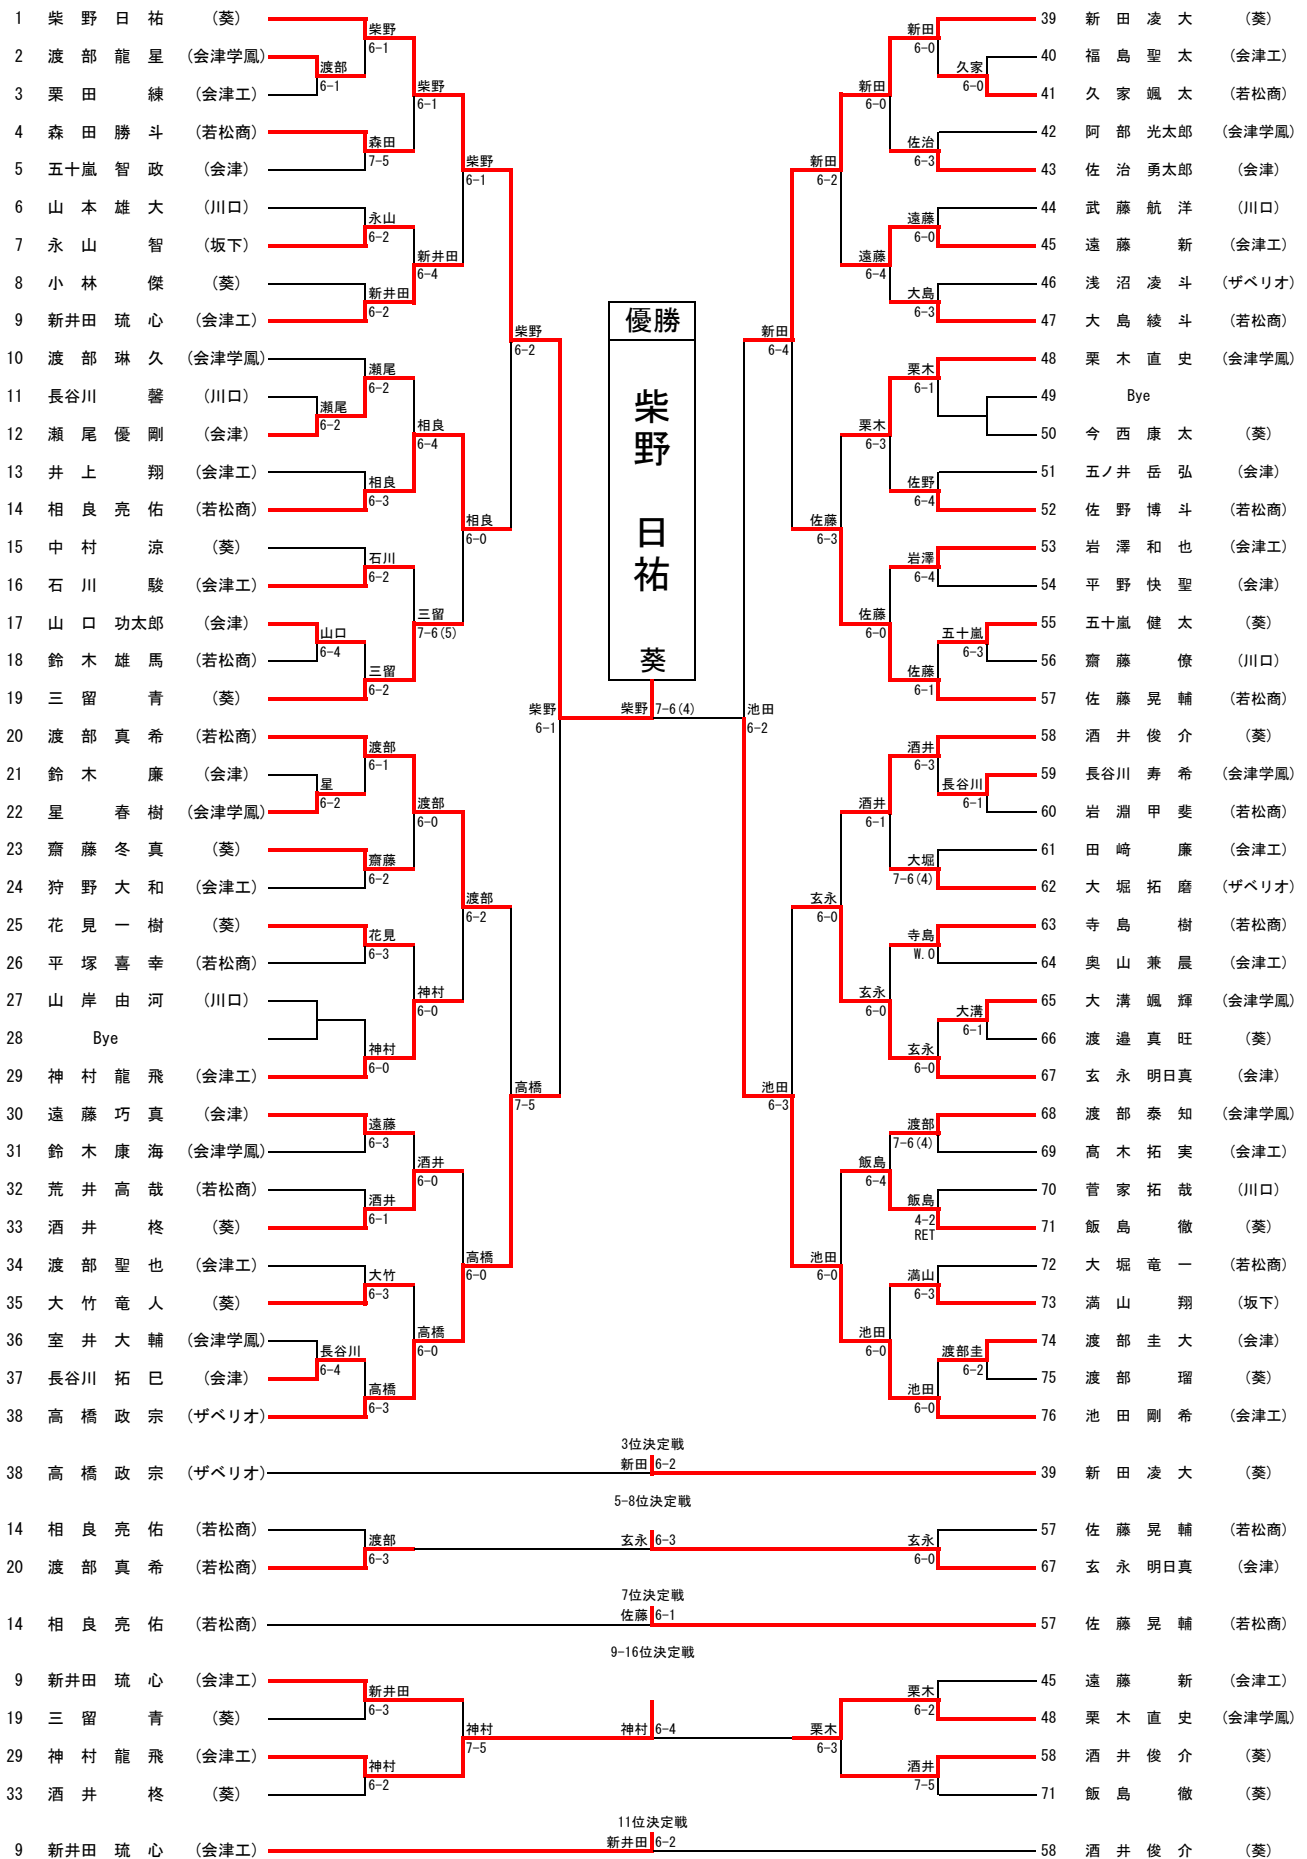 1 柴野日祐 (葵)
2 渡部龍星 (会津学鳳)
3 栗田練 (会津工)
4 森田勝斗 (若松商)
5 五十嵐智政 (会津)
6 山本雄大 (川口)
7 永山智 (坂下)
8 小林傑 (葵)
9 新井田琉心 (会津工)
10 渡部琳久 (会津学鳳)
11 長谷川馨 (川口)
12 瀬尾優剛 (会津)
13 井上翔 (会津工)
14 相良亮佑 (若松商)
15 中村涼 (葵)
16 石川駿 (会津工)
17 山口功太郎 (会津)
18 鈴木雄馬 (若松商)
19 三留青 (葵)
20 渡部真希 (若松商)
21 鈴木廉 (会津)
22 星春樹 (会津学鳳)
23 齋藤冬真 (葵)
24 狩野大和 (会津工)
25 花見一樹 (葵)
26 平塚喜幸 (若松商)
27 山岸由河 (川口)
28 Bye
29 神村龍飛 (会津工)
30 遠藤巧真 (会津)
31 鈴木康海 (会津学鳳)
32 荒井高哉 (若松商)
33 酒井柊 (葵)
34 渡部聖也 (会津工)
35 大竹竜人 (葵)
36 室井大輔 (会津学鳳)
37 長谷川拓巳 (会津)
38 高橋政宗 (ザベリオ)
渡部 6-1
瀬尾 6-2
山口 6-4
星 6-2
長谷川 6-4
柴野 6-1
森田 7-5
永山 6-2
新井田 6-2
瀬尾 6-2
相良 6-3
石川 6-2
三留 6-2
渡部 6-1
齋藤 6-2
花見 6-3
神村 6-0
遠藤 6-3
酒井 6-1
大竹 6-3
高橋 6-3
柴野 6-1
新井田 6-4
相良 6-4
三留 7-6(5)
渡部 6-0
神村 6-0
酒井 6-0
高橋 6-0
柴野 6-1
相良 6-0
渡部 6-2
高橋 6-0
柴野 6-2
高橋 7-5
柴野 6-1
優勝
柴野 日祐
葵
柴野 7-6(4)
池田 6-2
新田 6-4
池田 6-3
新田 6-2
佐藤 6-3
玄永 6-0
池田 6-0
新田 6-0
遠藤 6-4
栗木 6-3
佐藤 6-0
酒井 6-1
玄永 6-0
飯島 6-4
池田 6-0
新田 6-0
佐治 6-3
遠藤 6-0
大島 6-3
栗木 6-1
佐野 6-4
岩澤 6-4
佐藤 6-1
酒井 6-3
大堀 7-6(4)
寺島 W.O
玄永 6-0
渡部 7-6(4)
飯島 4-2 RET
満山 6-3
池田 6-0
久家 6-0
五十嵐 6-3
長谷川 6-1
大溝 6-1
渡部圭 6-2
39 新田凌大 (葵)
40 福島聖太 (会津工)
41 久家颯太 (若松商)
42 阿部光太郎 (会津学鳳)
43 佐治勇太郎 (会津)
44 武藤航洋 (川口)
45 遠藤新 (会津工)
46 浅沼凌斗 (ザベリオ)
47 大島綾斗 (若松商)
48 栗木直史 (会津学鳳)
49 Bye
50 今西康太 (葵)
51 五ノ井岳弘 (会津)
52 佐野博斗 (若松商)
53 岩澤和也 (会津工)
54 平野快聖 (会津)
55 五十嵐健太 (葵)
56 齋藤僚 (川口)
57 佐藤晃輔 (若松商)
58 酒井俊介 (葵)
59 長谷川寿希 (会津学鳳)
60 岩淵甲斐 (若松商)
61 田﨑廉 (会津工)
62 大堀拓磨 (ザベリオ)
63 寺島樹 (若松商)
64 奥山兼晨 (会津工)
65 大溝颯輝 (会津学鳳)
66 渡邉真旺 (葵)
67 玄永明日真 (会津)
68 渡部泰知 (会津学鳳)
69 髙木拓実 (会津工)
70 菅家拓哉 (川口)
71 飯島徹 (葵)
72 大堀竜一 (若松商)
73 満山翔 (坂下)
74 渡部圭大 (会津)
75 渡部瑠 (葵)
76 池田剛希 (会津工)
3位決定戦
38 高橋政宗 (ザベリオ) 新田 6-2 39 新田凌大 (葵)
5-8位決定戦
14 相良亮佑 (若松商) 57 佐藤晃輔 (若松商)
渡部 6-3 玄永 6-3 玄永 6-0
20 渡部真希 (若松商) 67 玄永明日真 (会津)
7位決定戦
14 相良亮佑 (若松商) 佐藤 6-1 57 佐藤晃輔 (若松商)
9-16位決定戦
9 新井田琉心 (会津工) 45 遠藤新 (会津工)
新井田 6-3 栗木 6-2
19 三留青 (葵) 48 栗木直史 (会津学鳳)
神村 7-5 神村 6-4 栗木 6-3
29 神村龍飛 (会津工) 58 酒井俊介 (葵)
神村 6-2 酒井 7-5
33 酒井柊 (葵) 71 飯島徹 (葵)
11位決定戦
9 新井田琉心 (会津工) 新井田 6-2 58 酒井俊介 (葵)